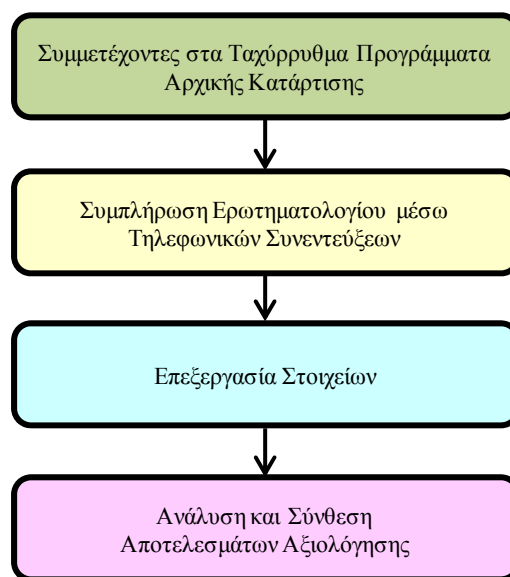 Συμμετέχοντες στα Ταχύρρυθμα Προγράμματα
Αρχικής Κατάρτισης
Συμπλήρωση Ερωτηματολογίου μέσω
Τηλεφωνικών Συνεντεύξεων
Επεξεργασία Στοιχείων
Ανάλυση και Σύνθεση
Αποτελεσμάτων Αξιολόγησης